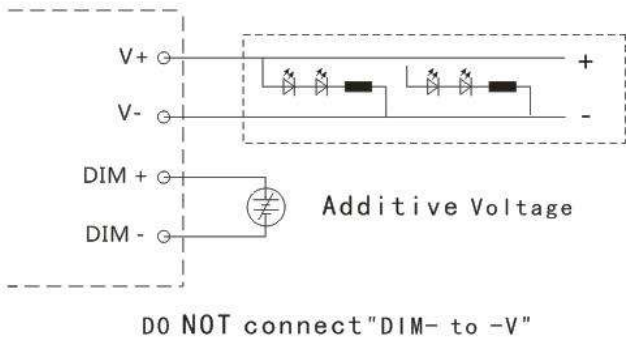 V+
+
V-
-
DIM +
DIM -
Additive Voltage
DO NOT connect"DIM- to -V"